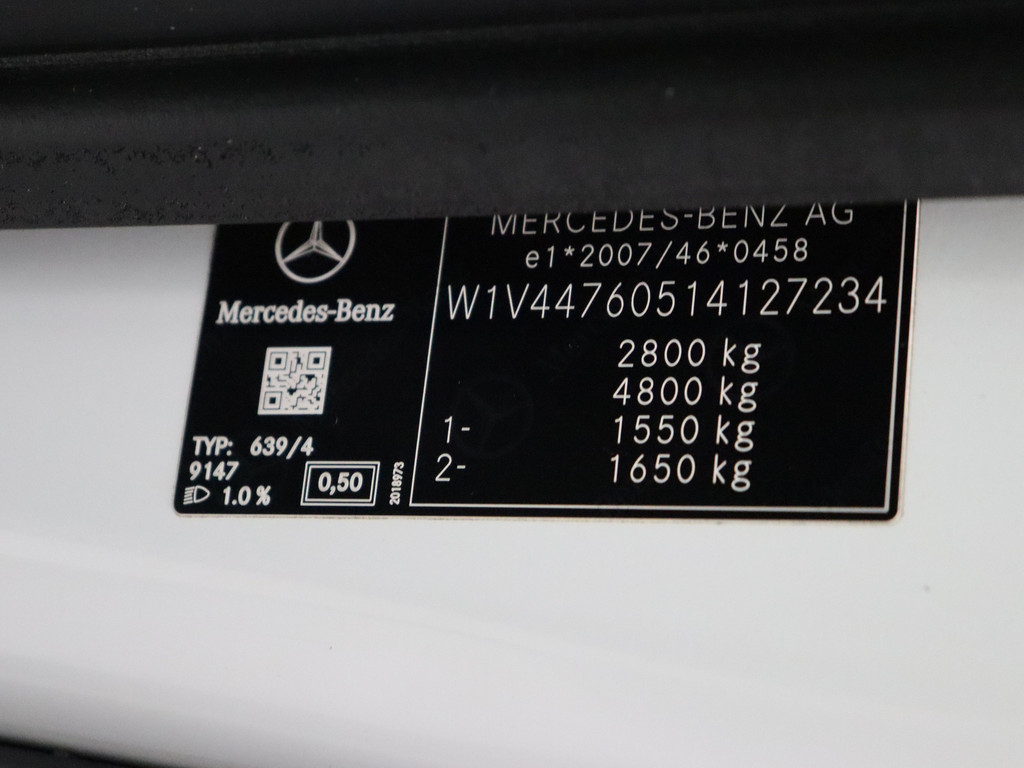 Mercedes-Benz
TYP: 639/4
9147
1.0 %
0,50
2018973
MERCEDES-BENZ AG
e1*2007/46*0458
W1V44760514127234
2800 kg
4800 kg
1- 1550 kg
2- 1650 kg